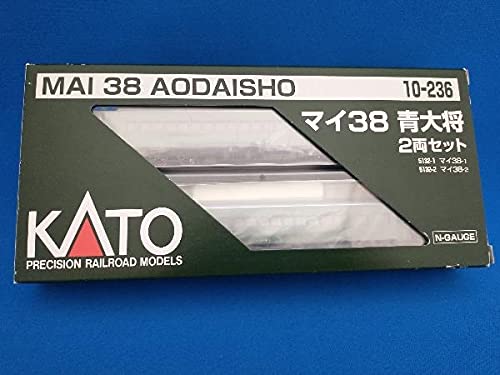 MAI 38 AODAISHO
10-236
マイ38 青大将
2両セット
5132-1 マイ38-1
5132-2 マイ38-2
KATO
PRECISION RAILROAD MODELS
N-GAUGE